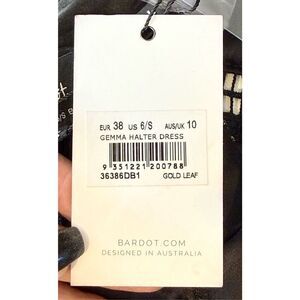 EUR 38 US 6/S AUS/UK 10
GEMMA HALTER DRESS
9 351221 200788
36386DB1 GOLD LEAF
BARDOT.COM
DESIGNED IN AUSTRALIA